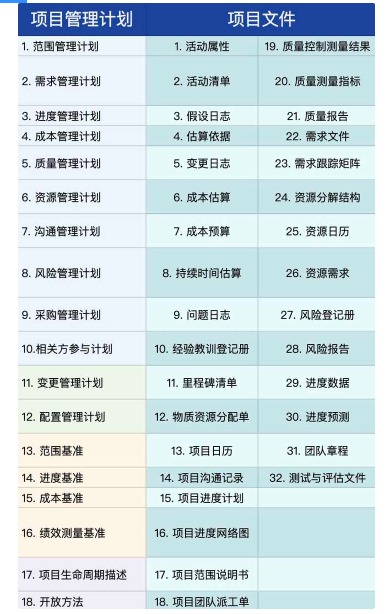 项目管理计划 项目文件
1. 范围管理计划 1. 活动属性 19. 质量控制测量结果
2. 需求管理计划 2. 活动清单 20. 质量测量指标
3. 进度管理计划 3. 假设日志 21. 质量报告
4. 成本管理计划 4. 估算依据 22. 需求文件
5. 质量管理计划 5. 变更日志 23. 需求跟踪矩阵
6. 资源管理计划 6. 成本估算 24. 资源分解结构
7. 沟通管理计划 7. 成本预算 25. 资源日历
8. 风险管理计划 8. 持续时间估算 26. 资源需求
9. 采购管理计划 9. 问题日志 27. 风险登记册
10.相关方参与计划 10. 经验教训登记册 28. 风险报告
11. 变更管理计划 11. 里程碑清单 29. 进度数据
12. 配置管理计划 12. 物质资源分配单 30. 进度预测
13. 范围基准 13. 项目日历 31. 团队章程
14. 进度基准 14. 项目沟通记录 32. 测试与评估文件
15. 成本基准 15. 项目进度计划
16. 绩效测量基准 16. 项目进度网络图
17. 项目生命周期描述 17. 项目范围说明书
18. 开放方法 18. 项目团队派工单